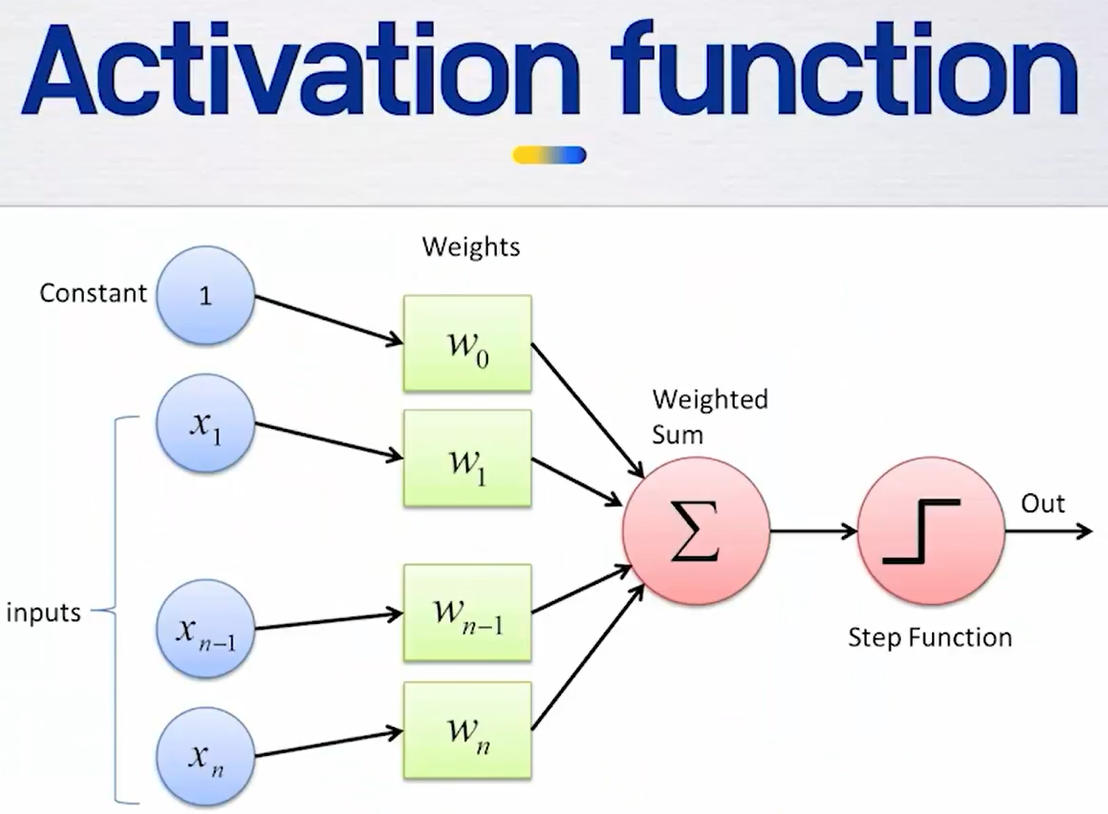 Activation function
Weights
Constant
1
w₀
x₁
w₁
Weighted
Sum
Σ
Out
inputs
xₙ₋₁
wₙ₋₁
Step Function
xₙ
wₙ